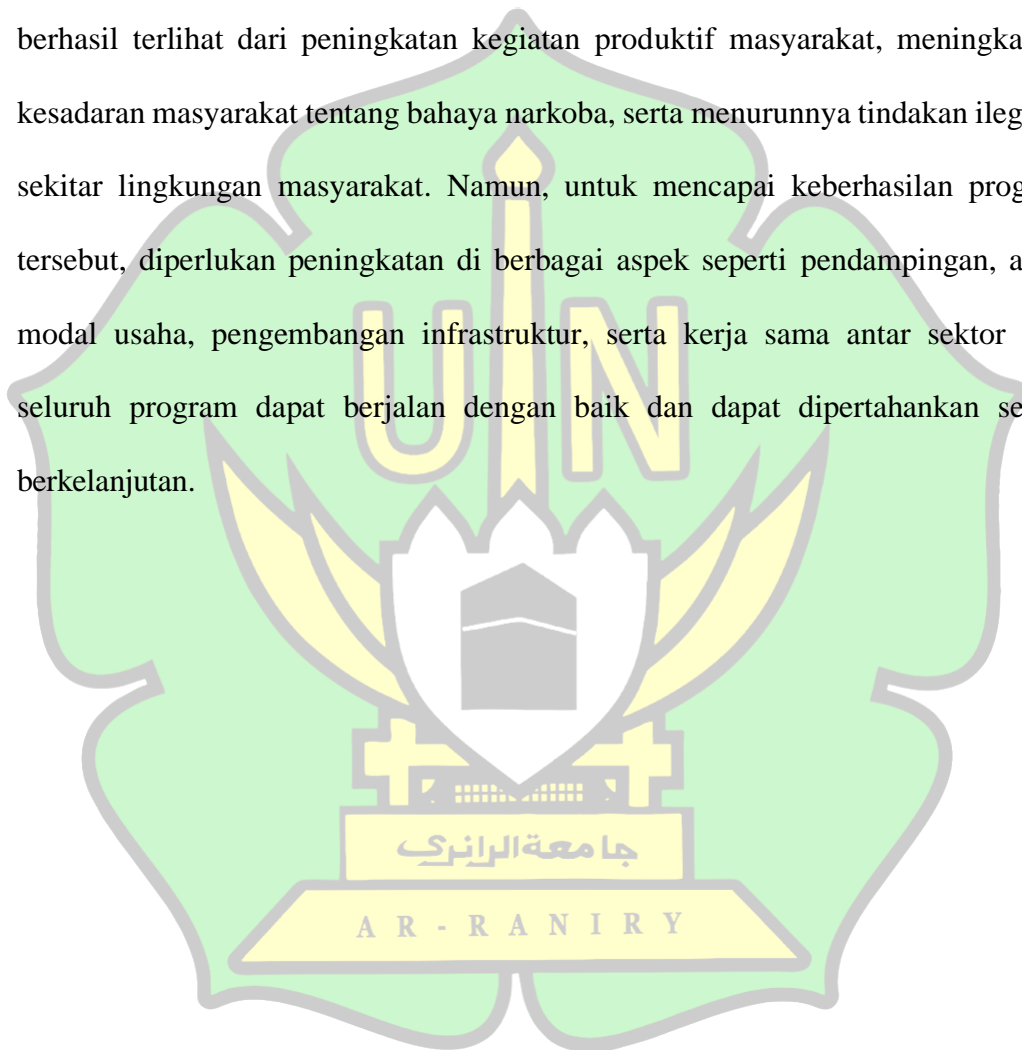 berhasil terlihat dari peningkatan kegiatan produktif masyarakat, meningka
kesadaran masyarakat tentang bahaya narkoba, serta menurunnya tindakan ileg
sekitar lingkungan masyarakat. Namun, untuk mencapai keberhasilan prog
tersebut, diperlukan peningkatan di berbagai aspek seperti pendampingan, a
modal usaha, pengembangan infrastruktur, serta kerja sama antar sektor
seluruh program dapat berjalan dengan baik dan dapat dipertahankan se
berkelanjutan.
UIN
جامعة الرانري
AR-RANIRY